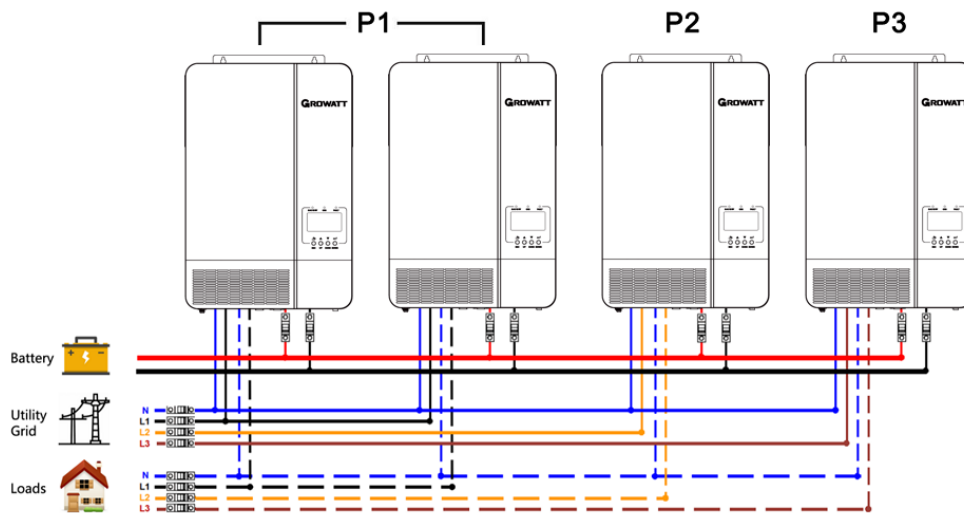 P1 P2 P3
GROWATT GROWATT GROWATT GROWATT
Battery
Utility
Grid
N
L1
L2
L3
Loads
N
L1
L2
L3